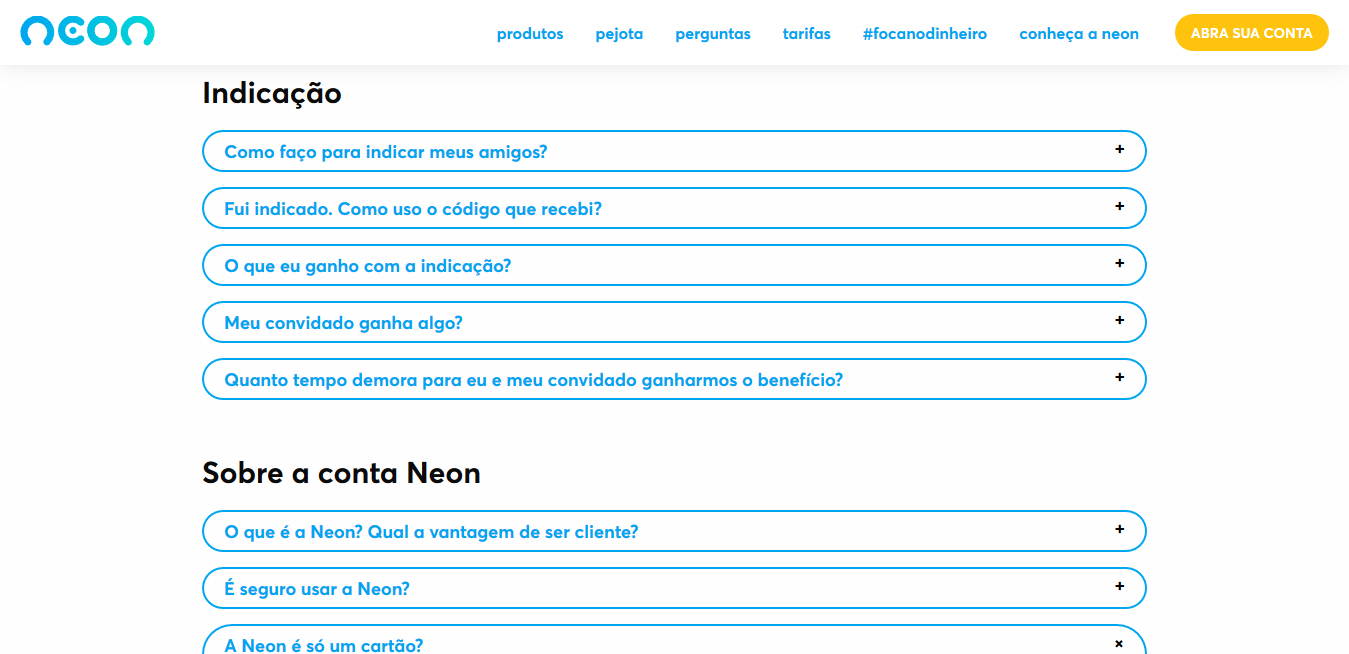 neon
produtos pejota perguntas tarifas #focanodinheiro conheça a neon ABRA SUA CONTA
Indicação
Como faço para indicar meus amigos? +
Fui indicado. Como uso o código que recebi? +
O que eu ganho com a indicação? +
Meu convidado ganha algo? +
Quanto tempo demora para eu e meu convidado ganharmos o benefício? +
Sobre a conta Neon
O que é a Neon? Qual a vantagem de ser cliente? +
É seguro usar a Neon? +
A Neon é só um cartão? ×